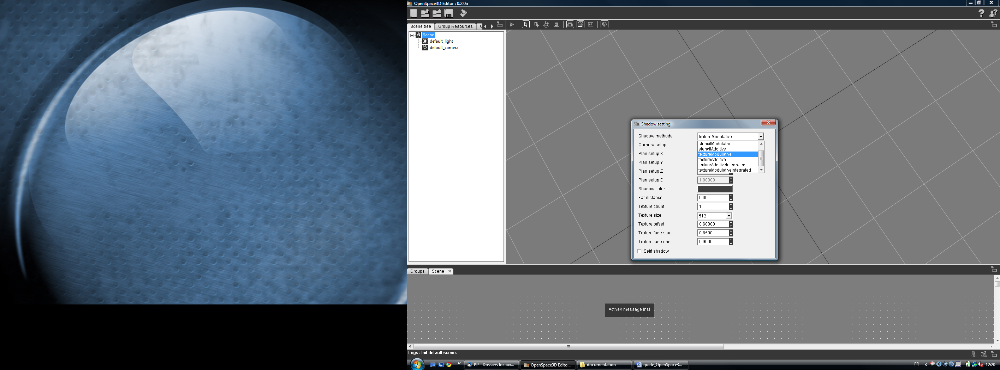 OpenSpace3D Editor : 0.2.0a
Scene tree
Group Resources
Scene
default_light
default_camera
Shadow setting
Shadow methode
textureModulative
Camera setup
stencilModulative
stencilAdditive
Plan setup X
textureModulative
textureAdditive
Plan setup Y
textureAdditiveIntegrated
textureModulativeIntegrated
Plan setup Z
Plan setup D
1.00000
Shadow color
Far distance
0.00
Texture count
1
Texture size
512
Texture offset
0.60000
Texture fade start
0.6500
Texture fade end
0.9000
Selft shadow
Groups
Scene
ActiveX message inst
Logs : Init default scene.
PP - Dossiers locaux...
OpenSpace3D Edito...
documentation
guide_OpenSpace3...
FR
12:20